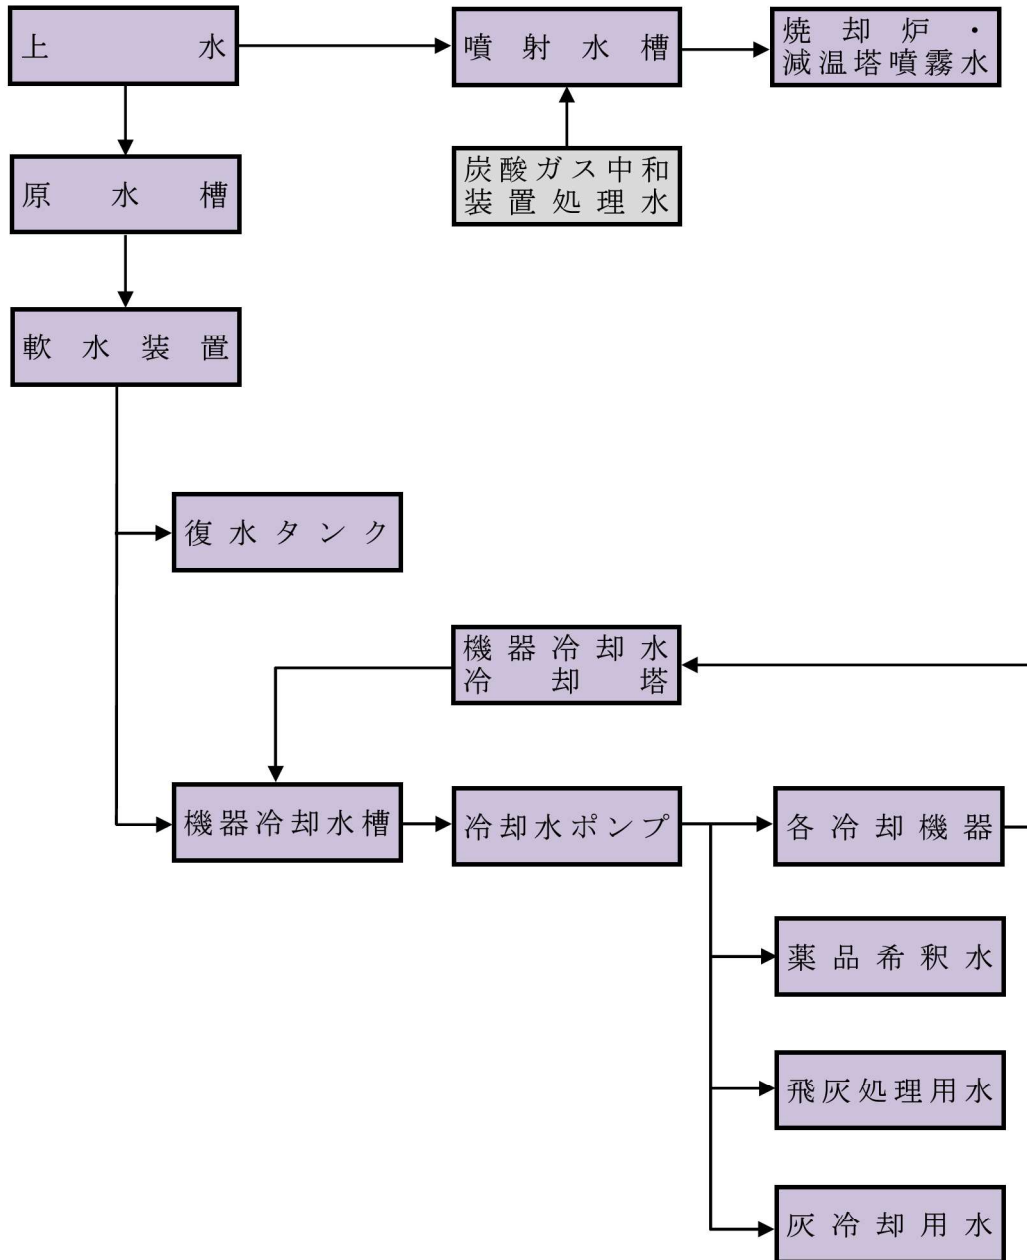 上水
噴射水槽
焼却炉・
減温塔噴霧水
原水槽
炭酸ガス中和
装置処理水
軟水装置
復水タンク
機器冷却水
冷却塔
機器冷却水槽
冷却水ポンプ
各冷却機器
薬品希釈水
飛灰処理用水
灰冷却用水